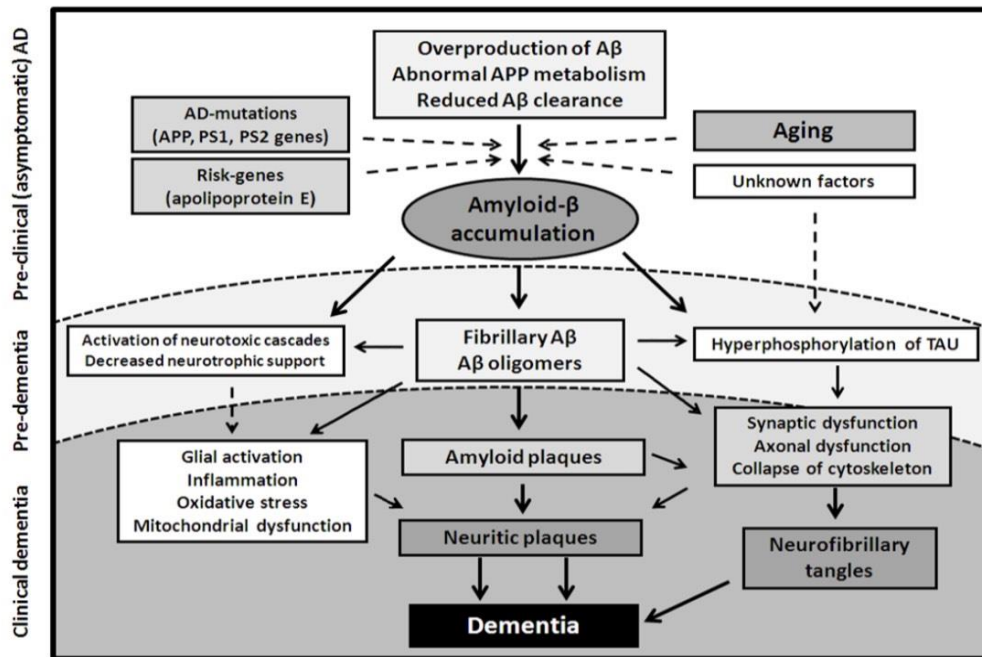 Pre-clinical (asymptomatic) AD
Overproduction of Aβ
Abnormal APP metabolism
Reduced Aβ clearance
AD-mutations
(APP, PS1, PS2 genes)
Aging
Risk-genes
(apolipoprotein E)
Unknown factors
Amyloid-β
accumulation
Pre-dementia
Activation of neurotoxic cascades
Decreased neurotrophic support
Fibrillary Aβ
Aβ oligomers
Hyperphosphorylation of TAU
Clinical dementia
Glial activation
Inflammation
Oxidative stress
Mitochondrial dysfunction
Amyloid plaques
Synaptic dysfunction
Axonal dysfunction
Collapse of cytoskeleton
Neuritic plaques
Neurofibrillary
tangles
Dementia